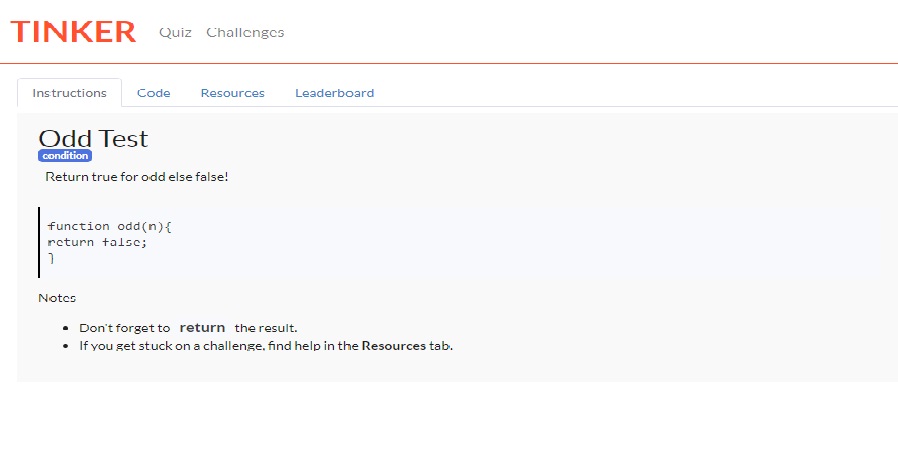 TINKER Quiz Challenges
Instructions Code Resources Leaderboard
Odd Test
condition
Return true for odd else false!
function odd(n){
return false;
}
Notes
Don't forget to return the result.
If you get stuck on a challenge, find help in the Resources tab.